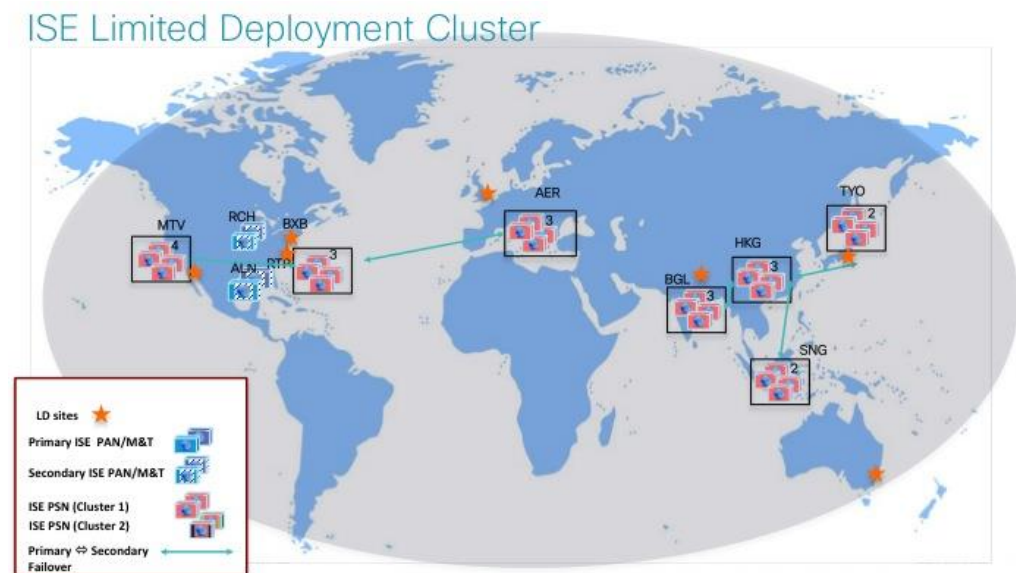 ISE Limited Deployment Cluster
MTV
4
RCH
BXB
ALN
3
AER
3
TYO
2
HKG
3
BGL
3
SNG
2
LD sites
Primary ISE PAN/M&T
Secondary ISE PAN/M&T
ISE PSN (Cluster 1)
ISE PSN (Cluster 2)
Primary ⇔ Secondary
Failover